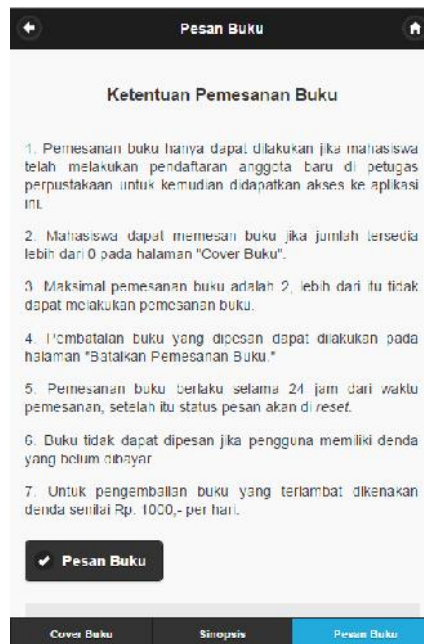 Pesan Buku
Ketentuan Pemesanan Buku
1. Pemesanan buku hanya dapat dilakukan jika mahasiswa
telah melakukan pendaftaran anggota baru di petugas
perpustakaan untuk kemudian didapatkan akses ke aplikasi
ini.
2. Mahasiswa dapat memesan buku jika jumlah tersedia
lebih dari 0 pada halaman "Cover Buku".
3. Maksimal pemesanan buku adalah 2, lebih dari itu tidak
dapat melakukan pemesanan buku.
4. Pembatalan buku yang dipesan dapat dilakukan pada
halaman "Batalkan Pemesanan Buku."
5. Pemesanan buku berlaku selama 24 jam dari waktu
pemesanan, setelah itu status pesan akan di reset.
6. Buku tidak dapat dipesan jika pengguna memiliki denda
yang belum dibayar.
7. Untuk pengembalian buku yang terlambat dikenakan
denda senilai Rp. 1000,- per hari.
Pesan Buku
Cover Buku Sinopsis Pesan Buku